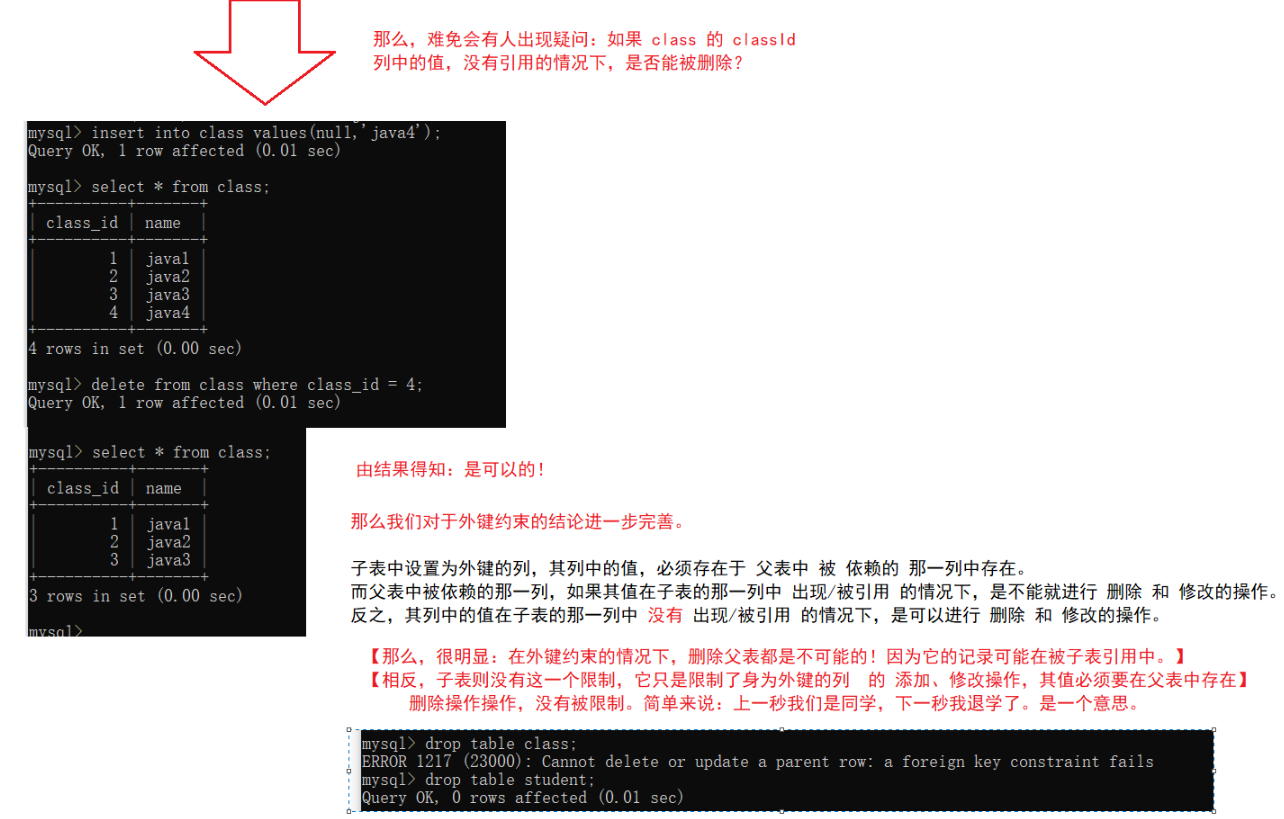 那么，难免会有人出现疑问：如果 class 的 classId
列中的值，没有引用的情况下，是否能被删除？
mysql> insert into class values(null,'java4');
Query OK, 1 row affected (0.01 sec)
mysql> select * from class;
+----------+-------+
| class_id | name  |
+----------+-------+
|        1 | java1 |
|        2 | java2 |
|        3 | java3 |
|        4 | java4 |
+----------+-------+
4 rows in set (0.00 sec)
mysql> delete from class where class_id = 4;
Query OK, 1 row affected (0.01 sec)
mysql> select * from class;
+----------+-------+
| class_id | name  |
+----------+-------+
|        1 | java1 |
|        2 | java2 |
|        3 | java3 |
+----------+-------+
3 rows in set (0.00 sec)
mysql>
由结果得知：是可以的！
那么我们对于外键约束的结论进一步完善。
子表中设置为外键的列，其列中的值，必须存在于 父表中 被 依赖的 那一列中存在。
而父表中被依赖的那一列，如果其值在子表的那一列中 出现/被引用 的情况下，是不能就进行 删除 和 修改的操作。
反之，其列中的值在子表的那一列中 没有 出现/被引用 的情况下，是可以进行 删除 和 修改的操作。
【那么，很明显：在外键约束的情况下，删除父表都是不可能的！因为它的记录可能在被子表引用中。】
【相反，子表则没有这一个限制，它只是限制了身为外键的列 的 添加、修改操作，其值必须要在父表中存在】
删除操作操作，没有被限制。简单来说：上一秒我们是同学，下一秒我退学了。是一个意思。
mysql> drop table class;
ERROR 1217 (23000): Cannot delete or update a parent row: a foreign key constraint fails
mysql> drop table student;
Query OK, 0 rows affected (0.01 sec)